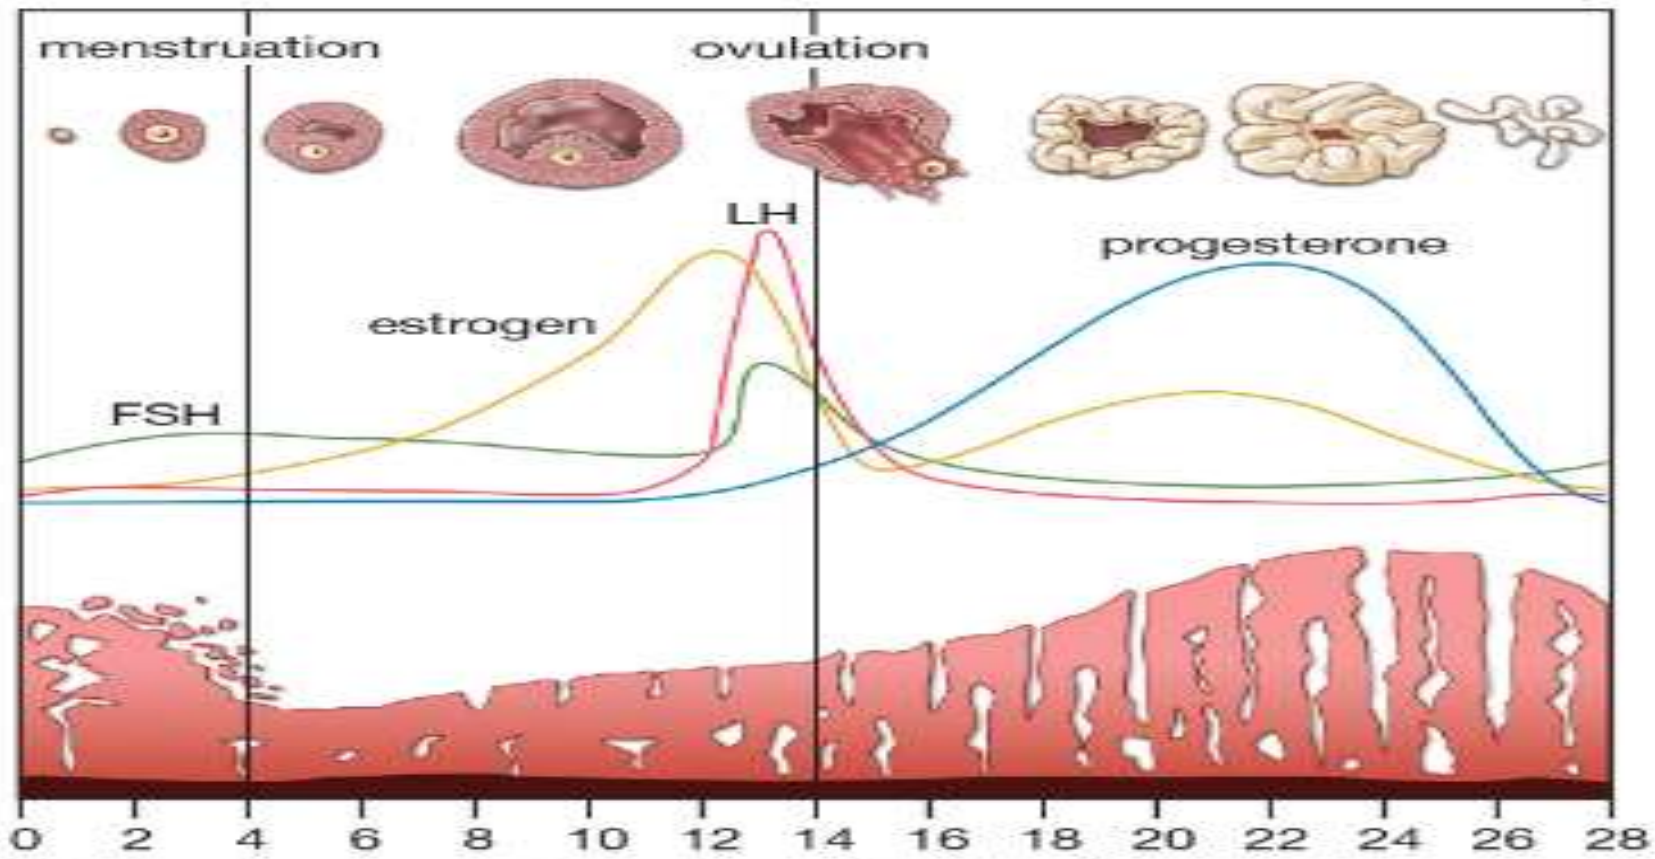 menstruation ovulation
LH
progesterone
estrogen
FSH
0 2 4 6 8 10 12 14 16 18 20 22 24 26 28